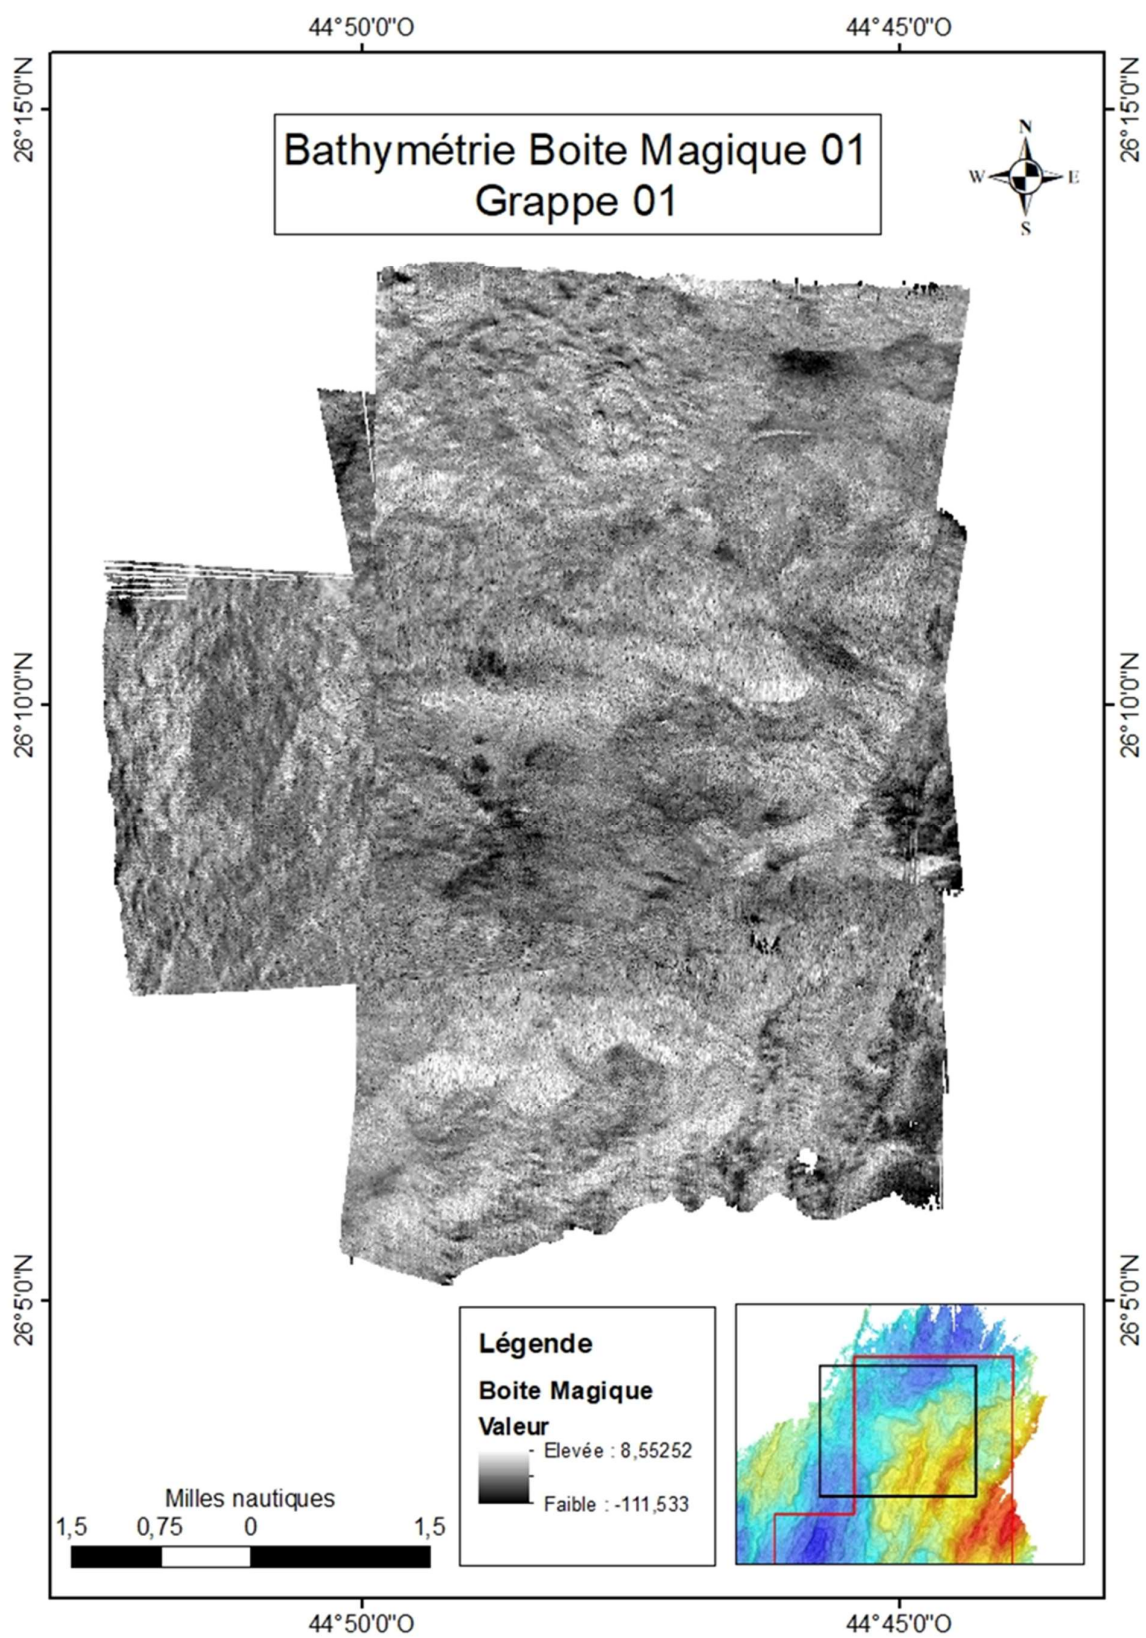 44°50'0"O 44°45'0"O
26°15'0"N 26°15'0"N
Bathymétrie Boite Magique 01
Grappe 01
N
W E
S
26°10'0"N 26°10'0"N
26°5'0"N 26°5'0"N
Légende
Boite Magique
Valeur
Elevée : 8,55252
Faible : -111,533
Milles nautiques
1,5 0,75 0 1,5
44°50'0"O 44°45'0"O